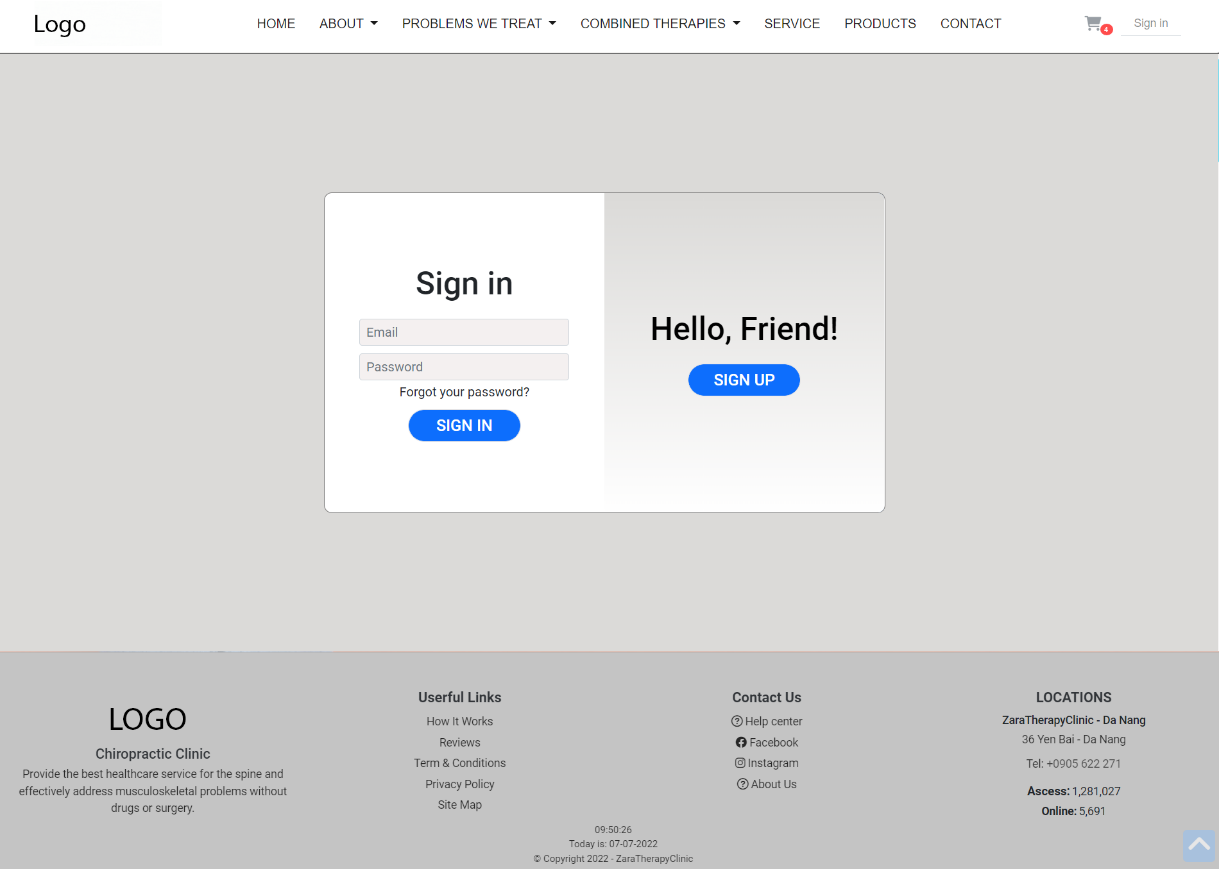 Logo
HOME ABOUT PROBLEMS WE TREAT COMBINED THERAPIES SERVICE PRODUCTS CONTACT 4 Sign in
Sign in
Email
Password
Forgot your password?
SIGN IN
Hello, Friend!
SIGN UP
LOGO
Chiropractic Clinic
Provide the best healthcare service for the spine and
effectively address musculoskeletal problems without
drugs or surgery.
Userful Links
How It Works
Reviews
Term & Conditions
Privacy Policy
Site Map
Contact Us
Help center
Facebook
Instagram
About Us
LOCATIONS
ZaraTherapyClinic - Da Nang
36 Yen Bai - Da Nang
Tel: +0905 622 271
Ascess: 1,281,027
Online: 5,691
09:50:26
Today is: 07-07-2022
© Copyright 2022 - ZaraTherapyClinic